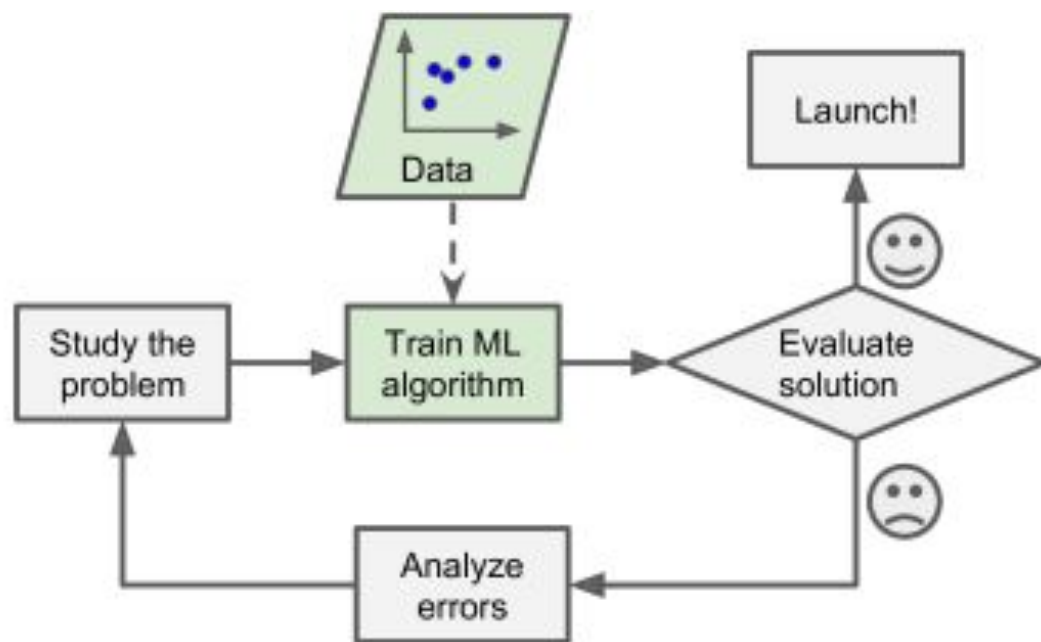 Data
Launch!
Study the
problem
Train ML
algorithm
Evaluate
solution
Analyze
errors